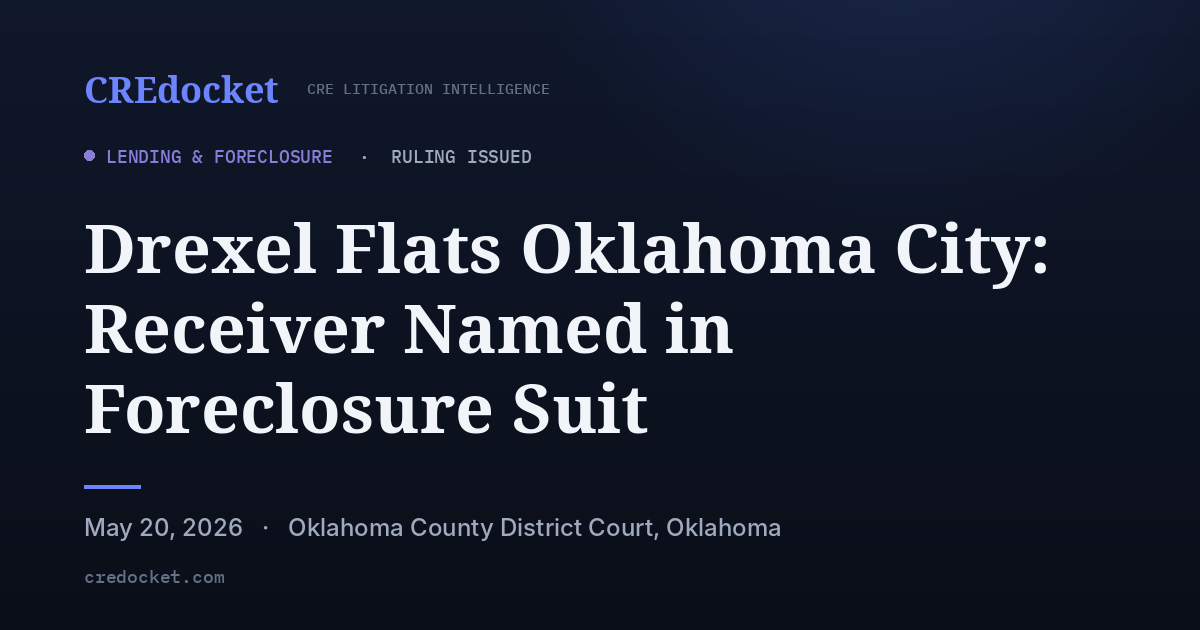 CREdocket CRE LITIGATION INTELLIGENCE
LENDING & FORECLOSURE · RULING ISSUED
Drexel Flats Oklahoma City:
Receiver Named in
Foreclosure Suit
May 20, 2026 · Oklahoma County District Court, Oklahoma
credocket.com